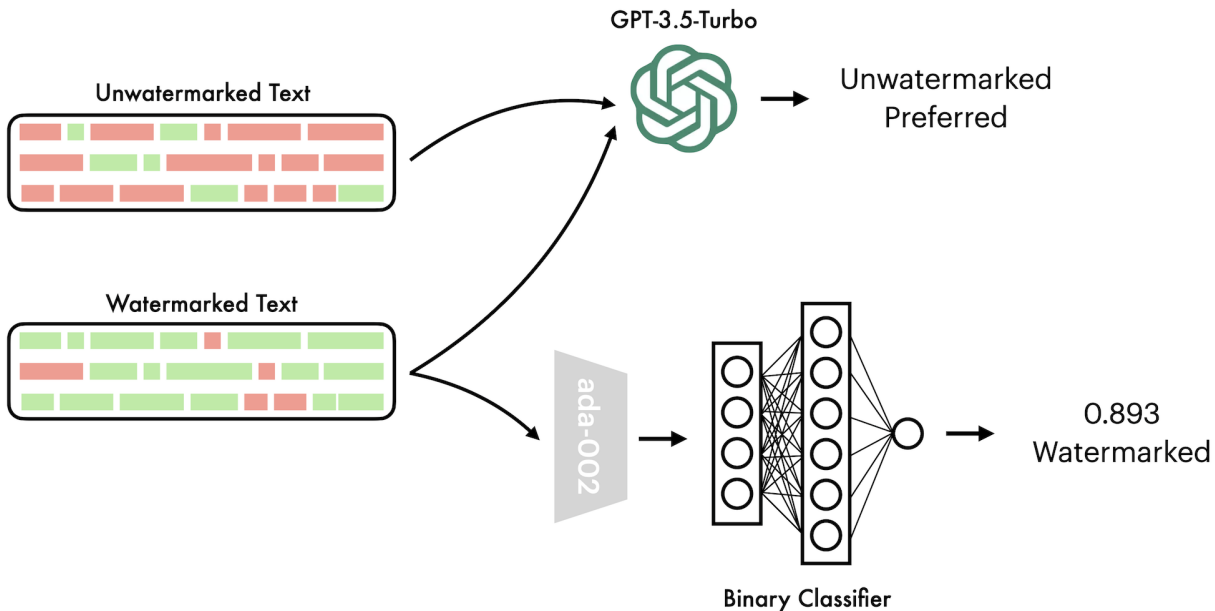 GPT-3.5-Turbo
Unwatermarked Text
Unwatermarked
Preferred
Watermarked Text
ada-002
0.893
Watermarked
Binary Classifier